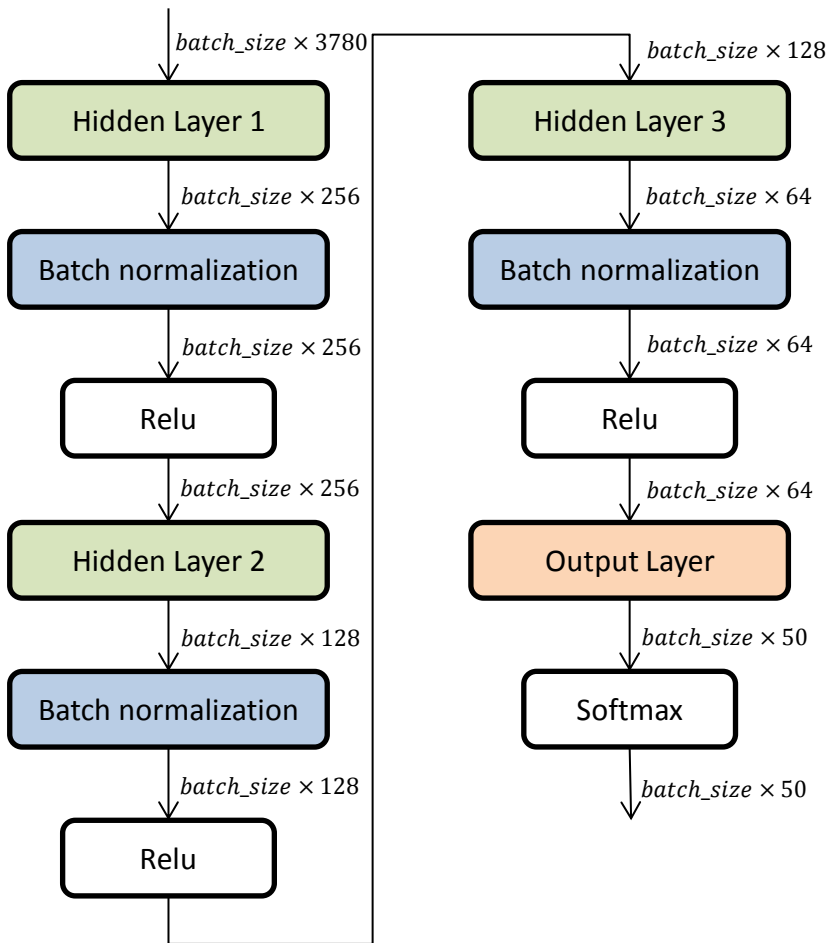 batch_size × 3780
Hidden Layer 1
batch_size × 256
Batch normalization
batch_size × 256
Relu
batch_size × 256
Hidden Layer 2
batch_size × 128
Batch normalization
batch_size × 128
Relu
batch_size × 128
Hidden Layer 3
batch_size × 64
Batch normalization
batch_size × 64
Relu
batch_size × 64
Output Layer
batch_size × 50
Softmax
batch_size × 50